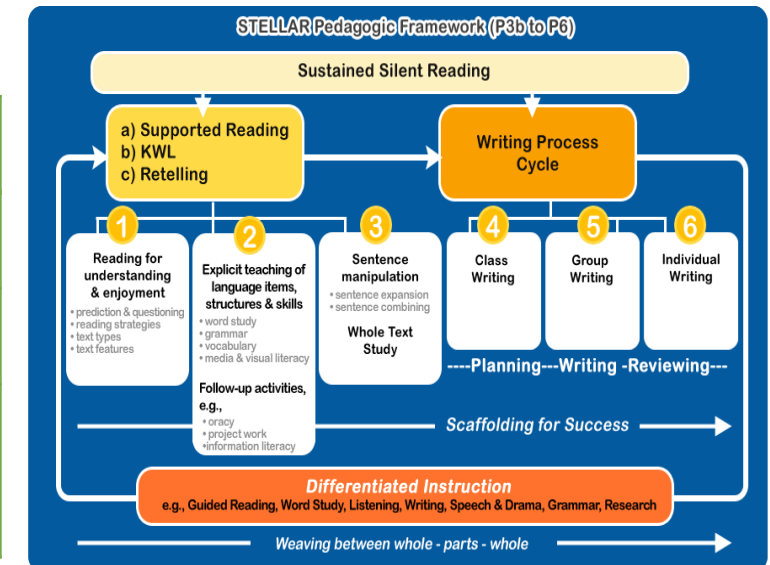 STELLAR Pedagogic Framework (P3b to P6)
Sustained Silent Reading
a) Supported Reading
b) KWL
c) Retelling
Writing Process
Cycle
1
Reading for
understanding
& enjoyment
• prediction & questioning
• reading strategies
• text types
• text features
2
Explicit teaching of
language items,
structures & skills
• word study
• grammar
• vocabulary
• media & visual literacy
Follow-up activities,
e.g.,
• oracy
• project work
•information literacy
3
Sentence
manipulation
• sentence expansion
• sentence combining
Whole Text
Study
4
Class
Writing
5
Group
Writing
6
Individual
Writing
----Planning---Writing -Reviewing---
Scaffolding for Success
Differentiated Instruction
e.g., Guided Reading, Word Study, Listening, Writing, Speech & Drama, Grammar, Research
Weaving between whole - parts - whole